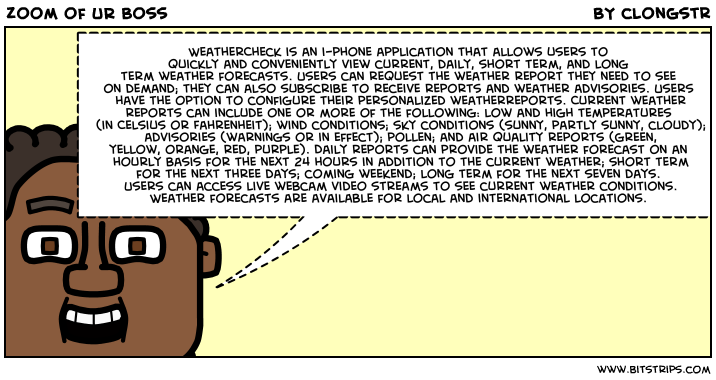 ZOOM OF UR BOSS
BY CLONGSTR
WEATHERCHECK IS AN I-PHONE APPLICATION THAT ALLOWS USERS TO
QUICKLY AND CONVENIENTLY VIEW CURRENT, DAILY, SHORT TERM, AND LONG
TERM WEATHER FORECASTS. USERS CAN REQUEST THE WEATHER REPORT THEY NEED TO SEE
ON DEMAND; THEY CAN ALSO SUBSCRIBE TO RECEIVE REPORTS AND WEATHER ADVISORIES. USERS
HAVE THE OPTION TO CONFIGURE THEIR PERSONALIZED WEATHERREPORTS. CURRENT WEATHER
REPORTS CAN INCLUDE ONE OR MORE OF THE FOLLOWING: LOW AND HIGH TEMPERATURES
(IN CELSIUS OR FAHRENHEIT); WIND CONDITIONS; SKY CONDITIONS (SUNNY, PARTLY SUNNY, CLOUDY);
ADVISORIES (WARNINGS OR IN EFFECT); POLLEN; AND AIR QUALITY REPORTS (GREEN,
YELLOW, ORANGE, RED, PURPLE). DAILY REPORTS CAN PROVIDE THE WEATHER FORECAST ON AN
HOURLY BASIS FOR THE NEXT 24 HOURS IN ADDITION TO THE CURRENT WEATHER; SHORT TERM
FOR THE NEXT THREE DAYS; COMING WEEKEND; LONG TERM FOR THE NEXT SEVEN DAYS.
USERS CAN ACCESS LIVE WEBCAM VIDEO STREAMS TO SEE CURRENT WEATHER CONDITIONS.
WEATHER FORECASTS ARE AVAILABLE FOR LOCAL AND INTERNATIONAL LOCATIONS.
WWW.BITSTRIPS.COM